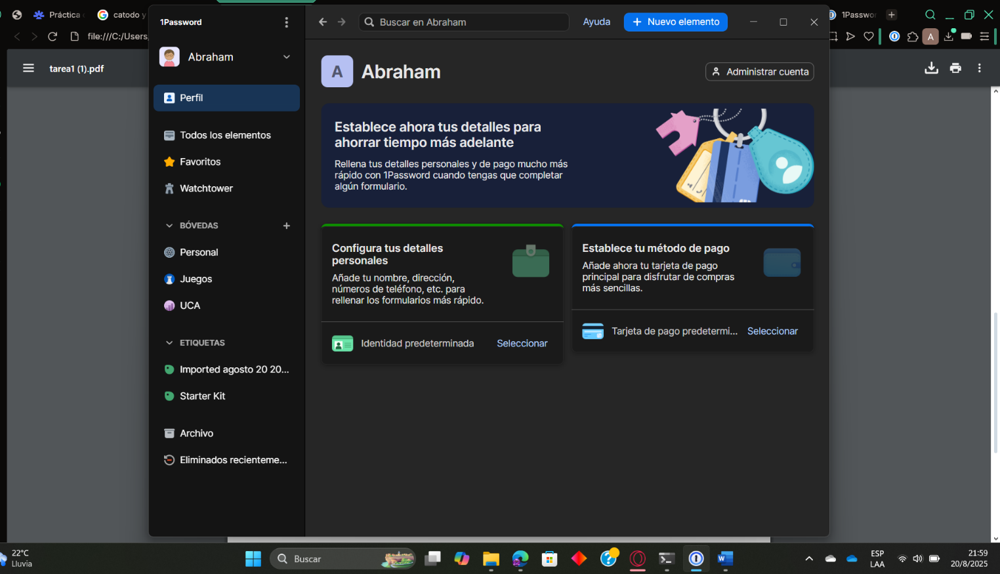 Práctica
catodo y
1Passwor
file:///C:/Users,
A
tarea1 (1).pdf
1Password
Abraham
Perfil
Todos los elementos
Favoritos
Watchtower
BÓVEDAS
Personal
Juegos
UCA
ETIQUETAS
Imported agosto 20 20...
Starter Kit
Archivo
Eliminados recienteme...
Buscar en Abraham
Ayuda
Nuevo elemento
A
Abraham
Administrar cuenta
Establece ahora tus detalles para
ahorrar tiempo más adelante
Rellena tus detalles personales y de pago mucho más
rápido con 1Password cuando tengas que completar
algún formulario.
Configura tus detalles
personales
Añade tu nombre, dirección,
números de teléfono, etc. para
rellenar los formularios más rápido.
Identidad predeterminada
Seleccionar
Establece tu método de pago
Añade ahora tu tarjeta de pago
principal para disfrutar de compras
más sencillas.
Tarjeta de pago predetermi...
Seleccionar
22°C
Lluvia
Buscar
ESP
LAA
21:59
20/8/2025